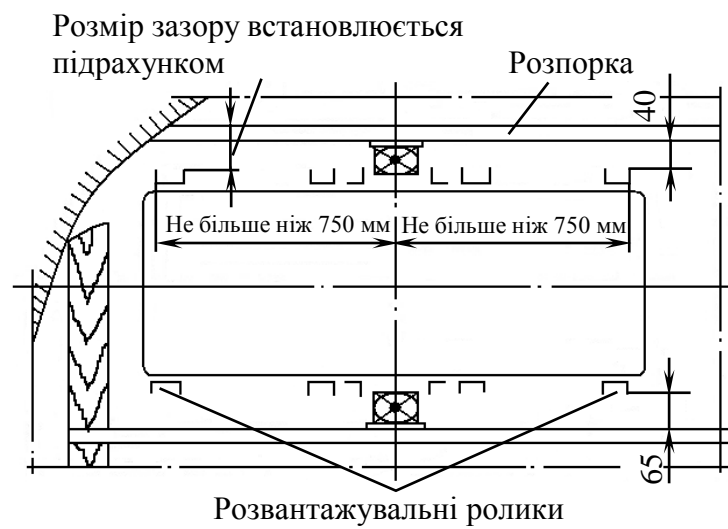 Розмір зазору встановлюється
підрахунком
Розпорка
40
Не більше ніж 750 мм
Не більше ніж 750 мм
65
Розвантажувальні ролики